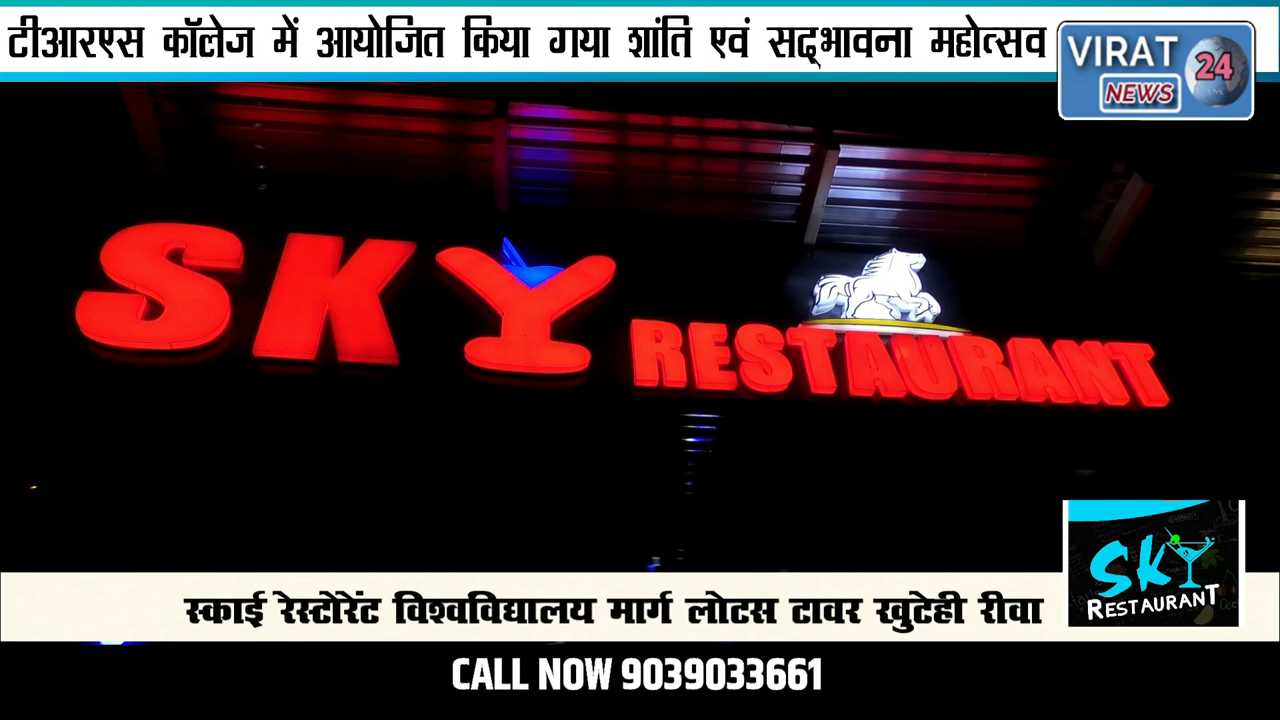 टीआरएस कॉलेज में आयोजित किया गया शांति एवं सद्भावना महोत्सव
VIRAT
NEWS
24
SKY RESTAURANT
SKY
RESTAURANT
स्काई रेस्टोरेंट विश्वविद्यालय मार्ग लोटस टावर खुटेही रीवा
CALL NOW 9039033661